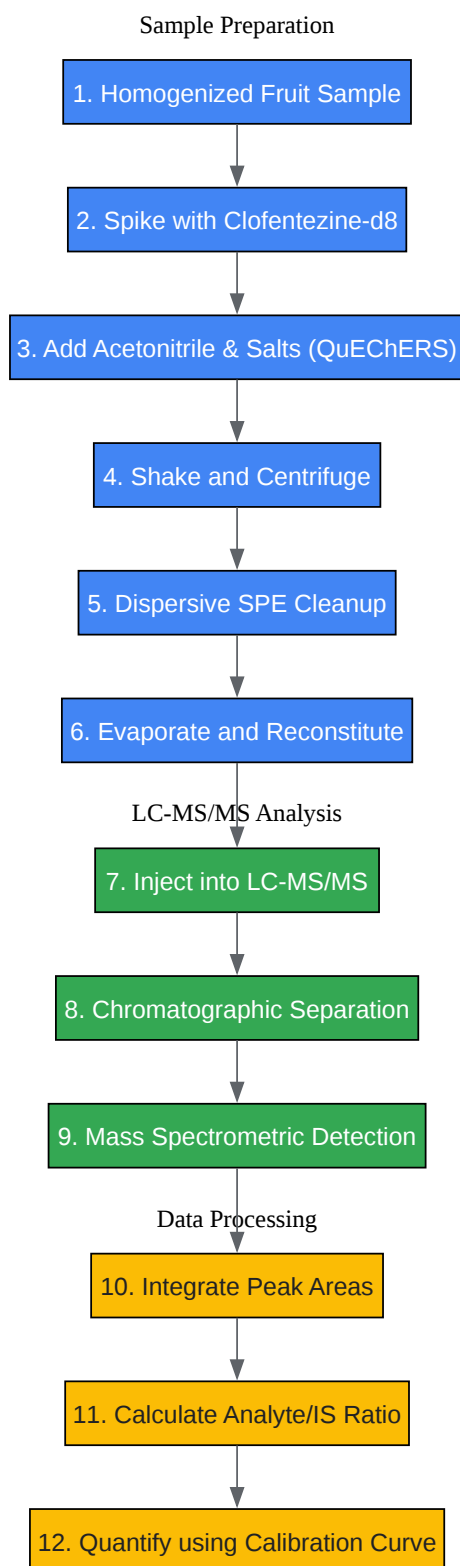 Sample Preparation
1. Homogenized Fruit Sample
2. Spike with Clofentezine-d8
3. Add Acetonitrile & Salts (QuEChERS)
4. Shake and Centrifuge
5. Dispersive SPE Cleanup
6. Evaporate and Reconstitute
LC-MS/MS Analysis
7. Inject into LC-MS/MS
8. Chromatographic Separation
9. Mass Spectrometric Detection
Data Processing
10. Integrate Peak Areas
11. Calculate Analyte/IS Ratio
12. Quantify using Calibration Curve